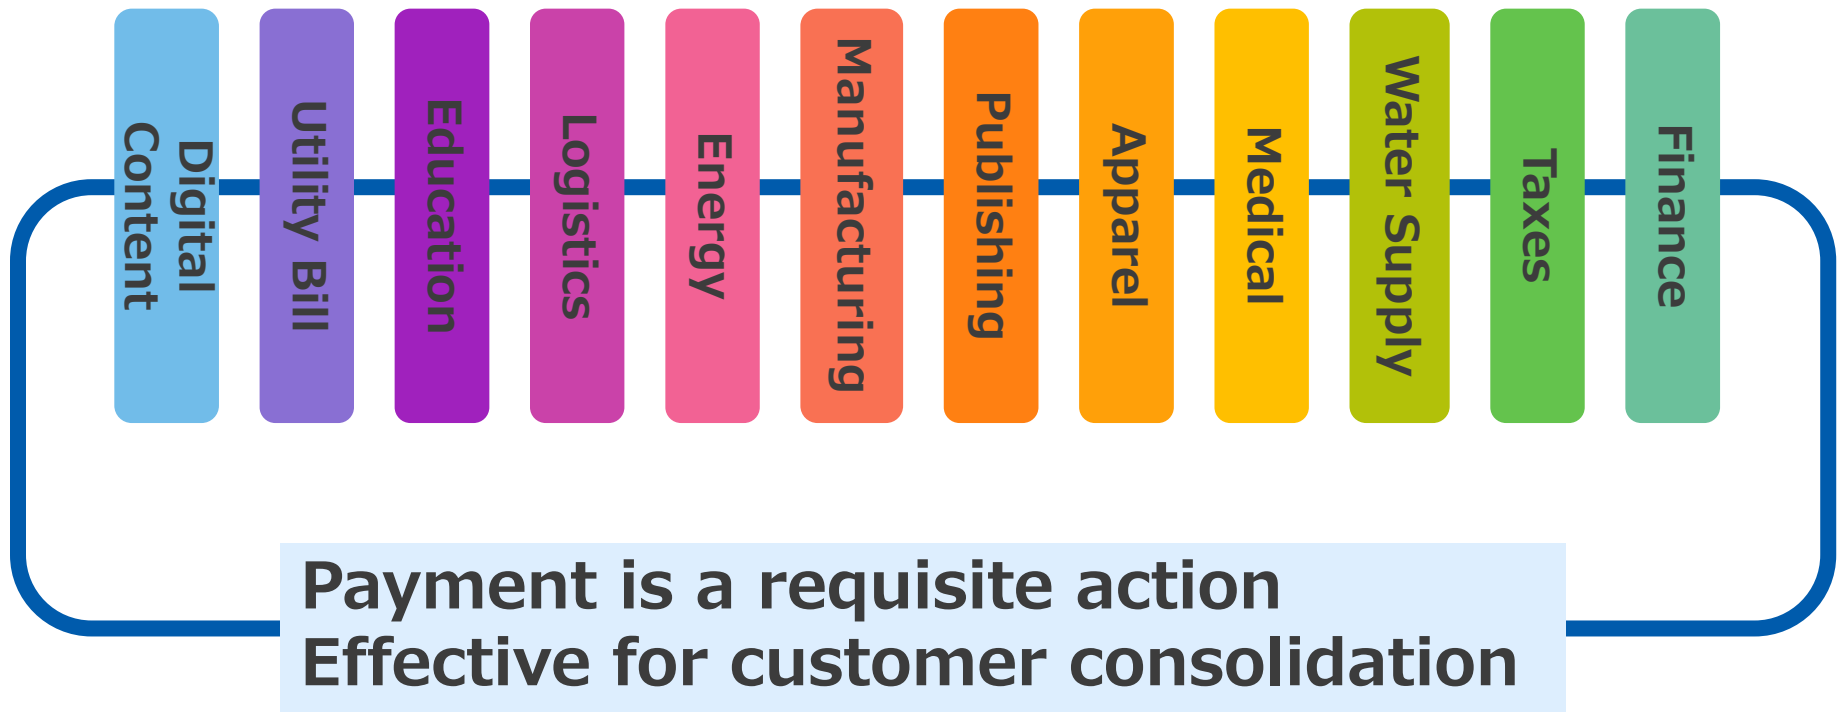 Digital
Content
Utility Bill
Education
Logistics
Energy
Manufacturing
Publishing
Apparel
Medical
Water Supply
Taxes
Finance
Payment is a requisite action
Effective for customer consolidation